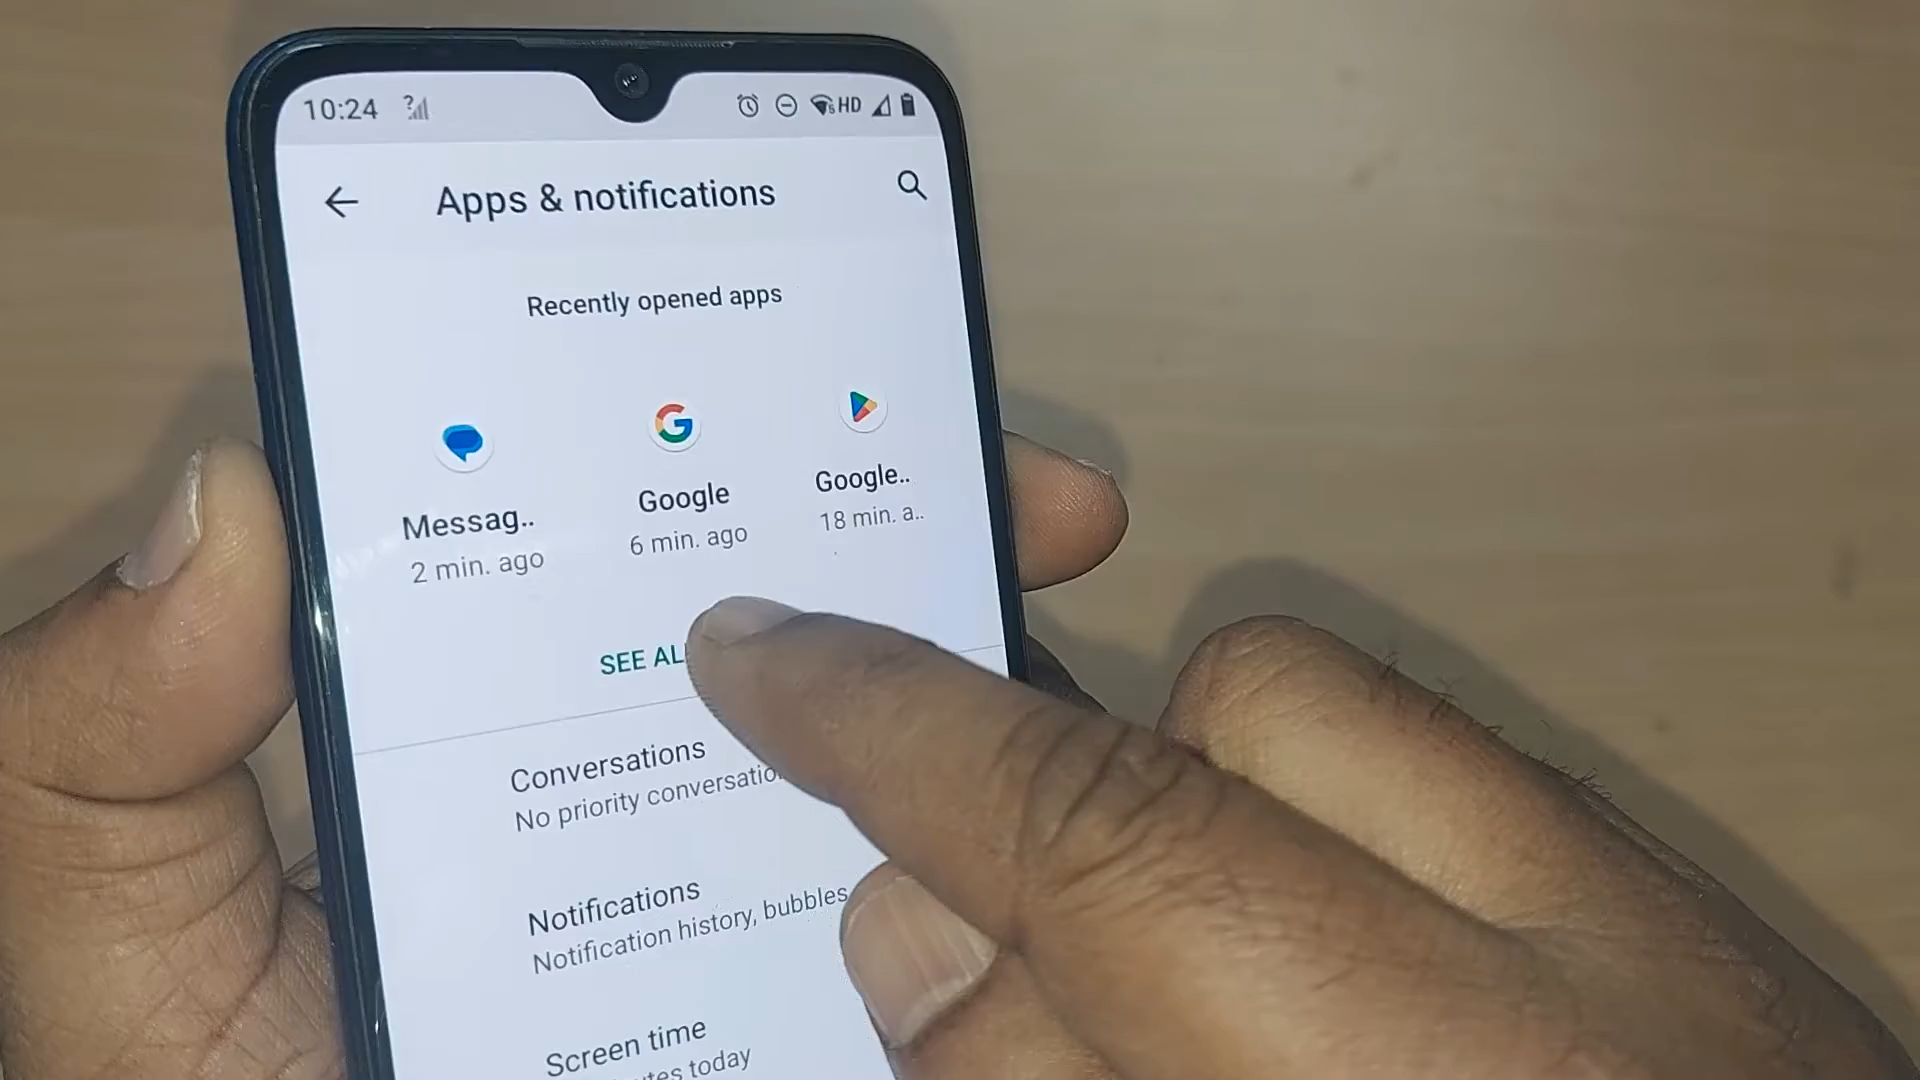 10:24 ? HD
Apps & notifications
Recently opened apps
Messag..
2 min. ago
Google
6 min. ago
Google..
18 min. a..
SEE AL
Conversations
No priority conversatio
Notifications
Notification history, bubbles
Screen time
tes today